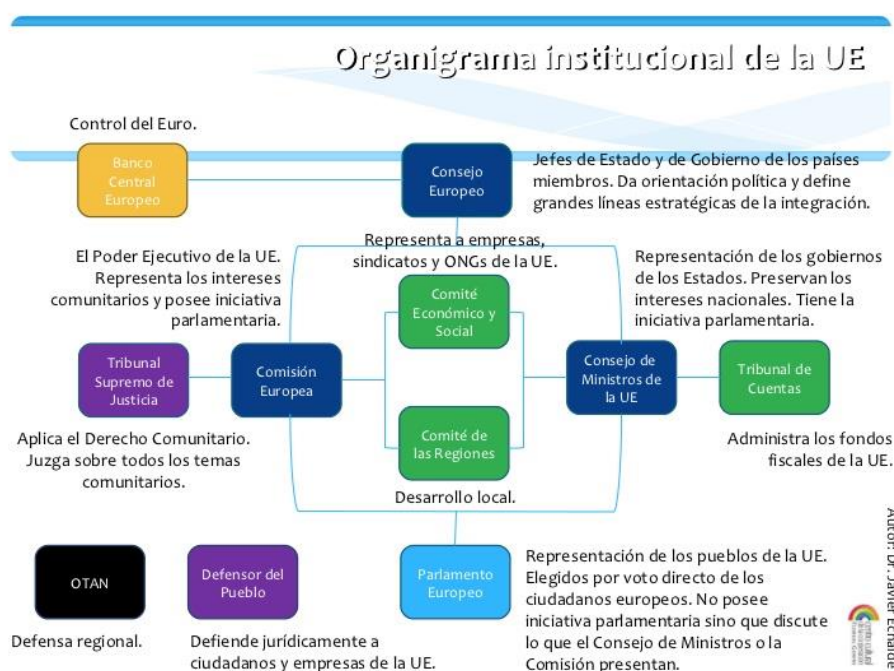 Organigrama institucional de la UE
Control del Euro.
Banco
Central
Europeo
Consejo
Europeo
Jefes de Estado y de Gobierno de los países
miembros. Da orientación política y define
grandes líneas estratégicas de la integración.
El Poder Ejecutivo de la UE.
Representa los intereses
comunitarios y posee iniciativa
parlamentaria.
Representa a empresas,
sindicatos y ONGs de la UE.
Representación de los gobiernos
de los Estados. Preservan los
intereses nacionales. Tiene la
iniciativa parlamentaria.
Comité
Económico y
Social
Tribunal
Supremo de
Justicia
Comisión
Europea
Consejo de
Ministros de
la UE
Tribunal de
Cuentas
Aplica el Derecho Comunitario.
Juzga sobre todos los temas
comunitarios.
Comité de
las Regiones
Desarrollo local.
Administra los fondos
fiscales de la UE.
OTAN
Defensa regional.
Defensor del
Pueblo
Defiende jurídicamente a
ciudadanos y empresas de la UE.
Parlamento
Europeo
Representación de los pueblos de la UE.
Elegidos por voto directo de los
ciudadanos europeos. No posee
iniciativa parlamentaria sino que discute
lo que el Consejo de Ministros o la
Comisión presentan.
Autor: Dr. Javier